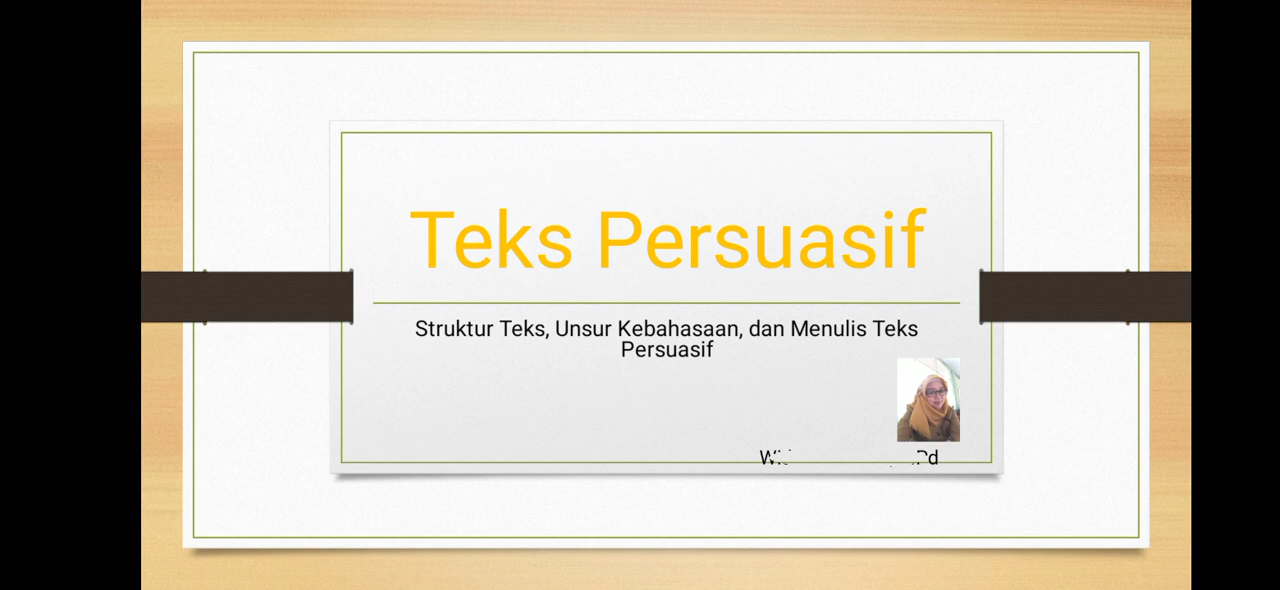 Teks Persuasif
Struktur Teks, Unsur Kebahasaan, dan Menulis Teks
Persuasif